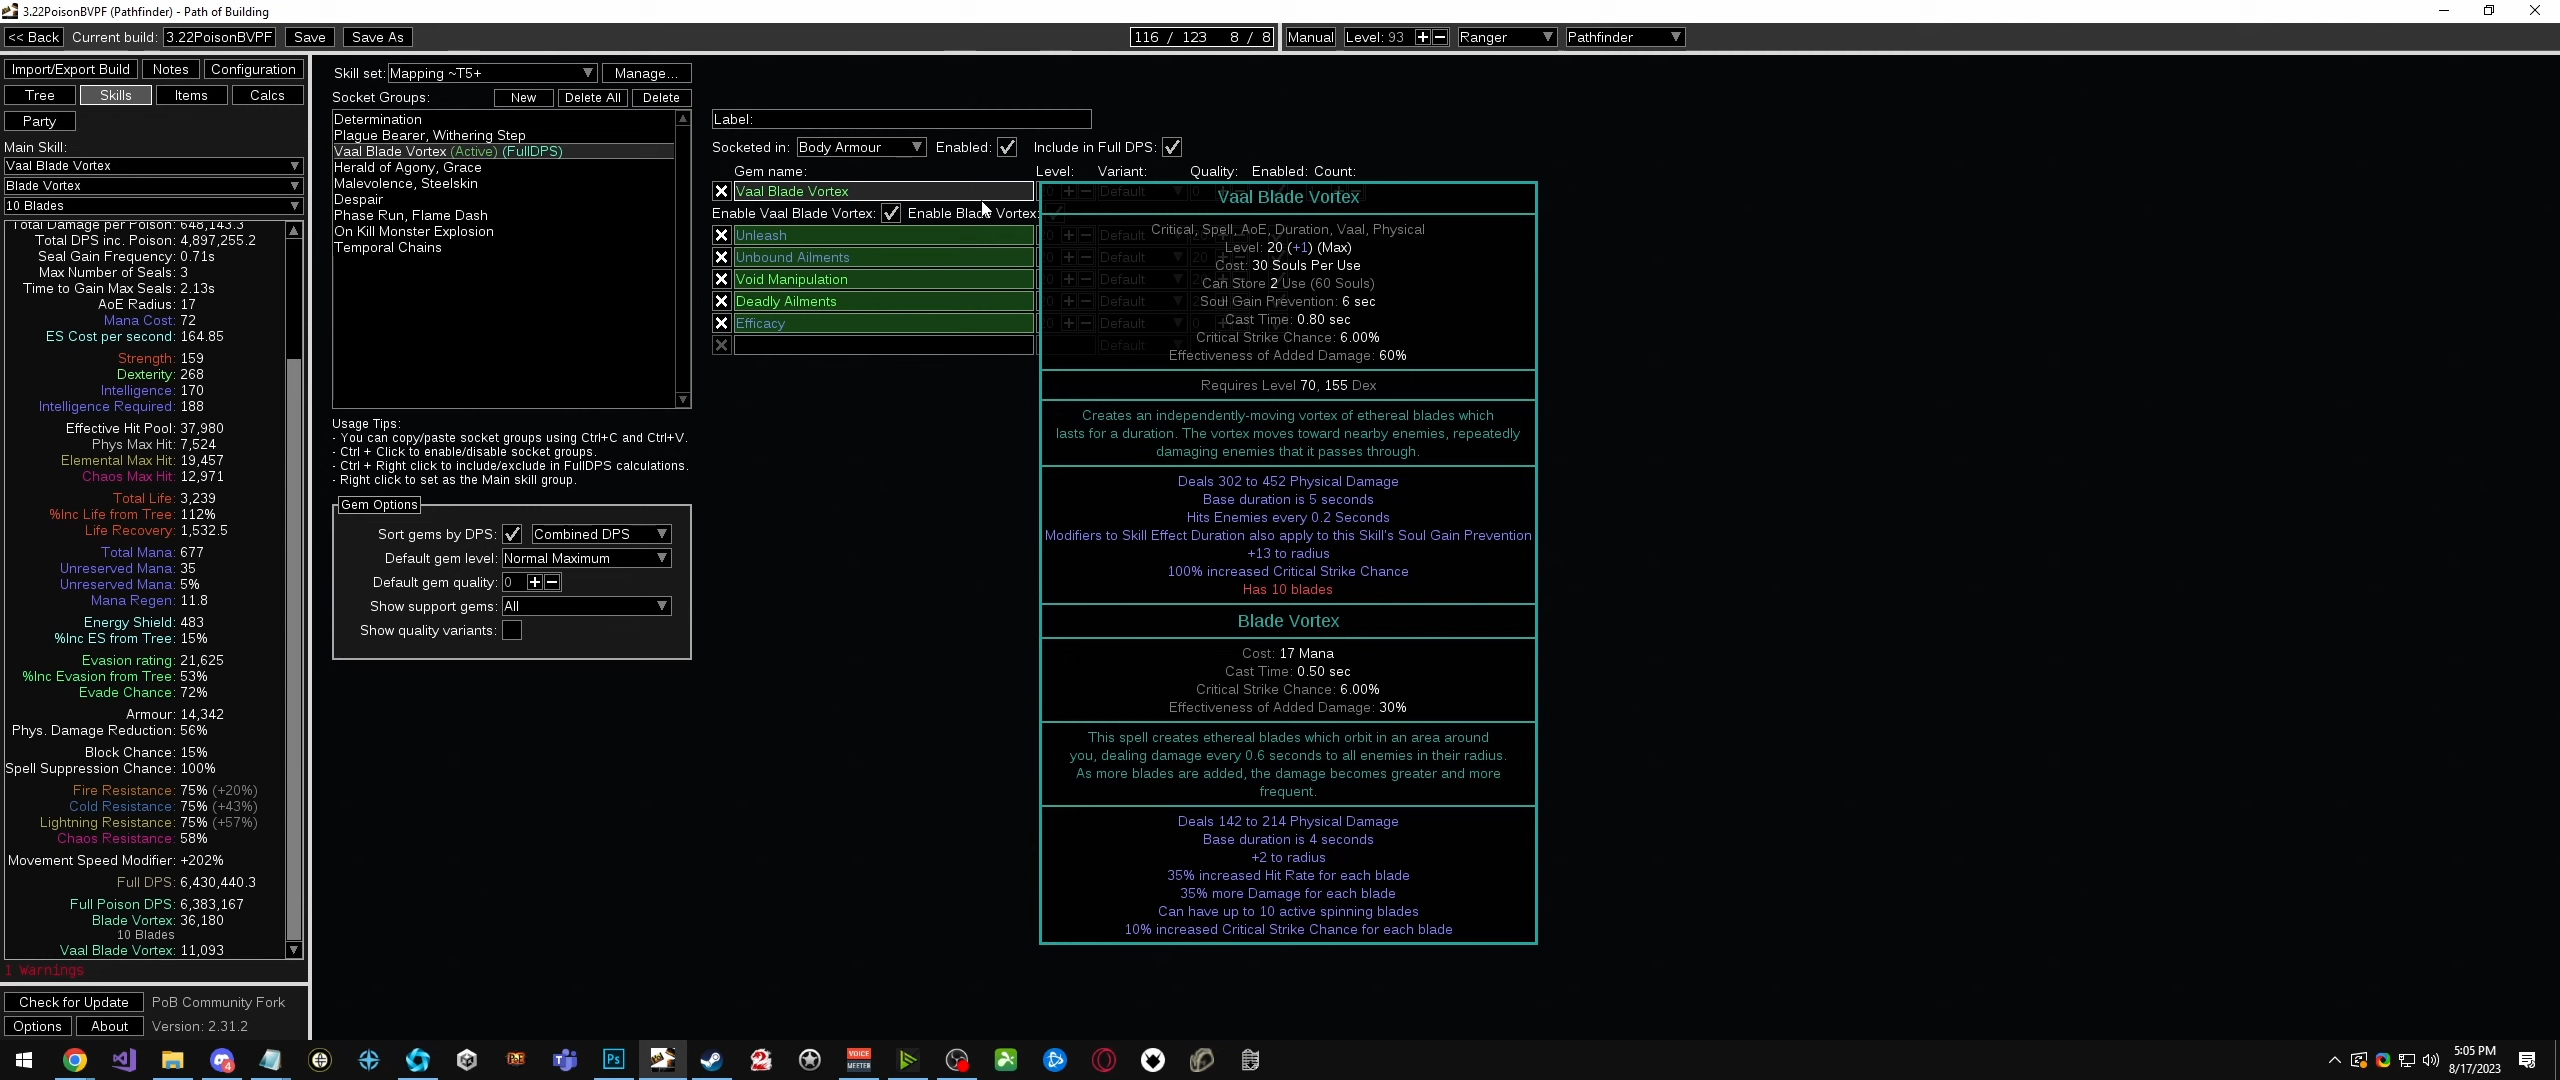 3.22PoisonBVPF (Pathfinder) - Path of Building
<< Back Current build: 3.22PoisonBVPF Save Save As 116 / 123 8 / 8 Manual Level: 93 Ranger Pathfinder
Import/Export Build Notes Configuration
Tree Skills Items Calcs
Party
Main Skill:
Vaal Blade Vortex
Blade Vortex
10 Blades
Total Damage per Poison: 648,143.3
Total DPS inc. Poison: 4,897,255.2
Seal Gain Frequency: 0.71s
Max Number of Seals: 3
Time to Gain Max Seals: 2.13s
AoE Radius: 17
Mana Cost: 72
ES Cost per second: 164.85
Strength: 159
Dexterity: 268
Intelligence: 170
Intelligence Required: 188
Effective Hit Pool: 37,980
Phys Max Hit: 7,524
Elemental Max Hit: 19,457
Chaos Max Hit: 12,971
Total Life: 3,239
%Inc Life from Tree: 112%
Life Recovery: 1,532.5
Total Mana: 677
Unreserved Mana: 35
Unreserved Mana: 5%
Mana Regen: 11.8
Energy Shield: 483
%Inc ES from Tree: 15%
Evasion rating: 21,625
%Inc Evasion from Tree: 53%
Evade Chance: 72%
Armour: 14,342
Phys. Damage Reduction: 56%
Block Chance: 15%
Spell Suppression Chance: 100%
Fire Resistance: 75% (+20%)
Cold Resistance: 75% (+43%)
Lightning Resistance: 75% (+57%)
Chaos Resistance: 58%
Movement Speed Modifier: +202%
Full DPS: 6,430,440.3
Full Poison DPS: 6,383,167
Blade Vortex: 36,180
10 Blades
Vaal Blade Vortex: 11,093
1 Warnings
Check for Update PoB Community Fork
Options About Version: 2.31.2
Skill set: Mapping ~T5+ Manage...
Socket Groups: New Delete All Delete
Determination
Plague Bearer, Withering Step
Vaal Blade Vortex (Active) (FullDPS)
Herald of Agony, Grace
Malevolence, Steelskin
Despair
Phase Run, Flame Dash
On Kill Monster Explosion
Temporal Chains
Usage Tips:
- You can copy/paste socket groups using Ctrl+C and Ctrl+V.
- Ctrl + Click to enable/disable socket groups.
- Ctrl + Right click to include/exclude in FullDPS calculations.
- Right click to set as the Main skill group.
Gem Options
Sort gems by DPS: Combined DPS
Default gem level: Normal Maximum
Default gem quality: 0
Show support gems: All
Show quality variants:
Label:
Socketed in: Body Armour Enabled: Include in Full DPS:
Gem name: Level: Variant: Quality: Enabled: Count:
Vaal Blade Vortex Default
Enable Vaal Blade Vortex: Enable Blade Vortex:
Unleash Default
Unbound Ailments Default
Void Manipulation Default
Deadly Ailments Default
Efficacy Default
Default
Vaal Blade Vortex
Critical, Spell, AoE, Duration, Vaal, Physical
Level: 20 (+1) (Max)
Cost: 30 Souls Per Use
Can Store 2 Use (60 Souls)
Soul Gain Prevention: 6 sec
Cast Time: 0.80 sec
Critical Strike Chance: 6.00%
Effectiveness of Added Damage: 60%
Requires Level 70, 155 Dex
Creates an independently-moving vortex of ethereal blades which
lasts for a duration. The vortex moves toward nearby enemies, repeatedly
damaging enemies that it passes through.
Deals 302 to 452 Physical Damage
Base duration is 5 seconds
Hits Enemies every 0.2 Seconds
Modifiers to Skill Effect Duration also apply to this Skill's Soul Gain Prevention
+13 to radius
100% increased Critical Strike Chance
Has 10 blades
Blade Vortex
Cost: 17 Mana
Cast Time: 0.50 sec
Critical Strike Chance: 6.00%
Effectiveness of Added Damage: 30%
This spell creates ethereal blades which orbit in an area around
you, dealing damage every 0.6 seconds to all enemies in their radius.
As more blades are added, the damage becomes greater and more
frequent.
Deals 142 to 214 Physical Damage
Base duration is 4 seconds
+2 to radius
35% increased Hit Rate for each blade
35% more Damage for each blade
Can have up to 10 active spinning blades
10% increased Critical Strike Chance for each blade
5:05 PM
8/17/2023